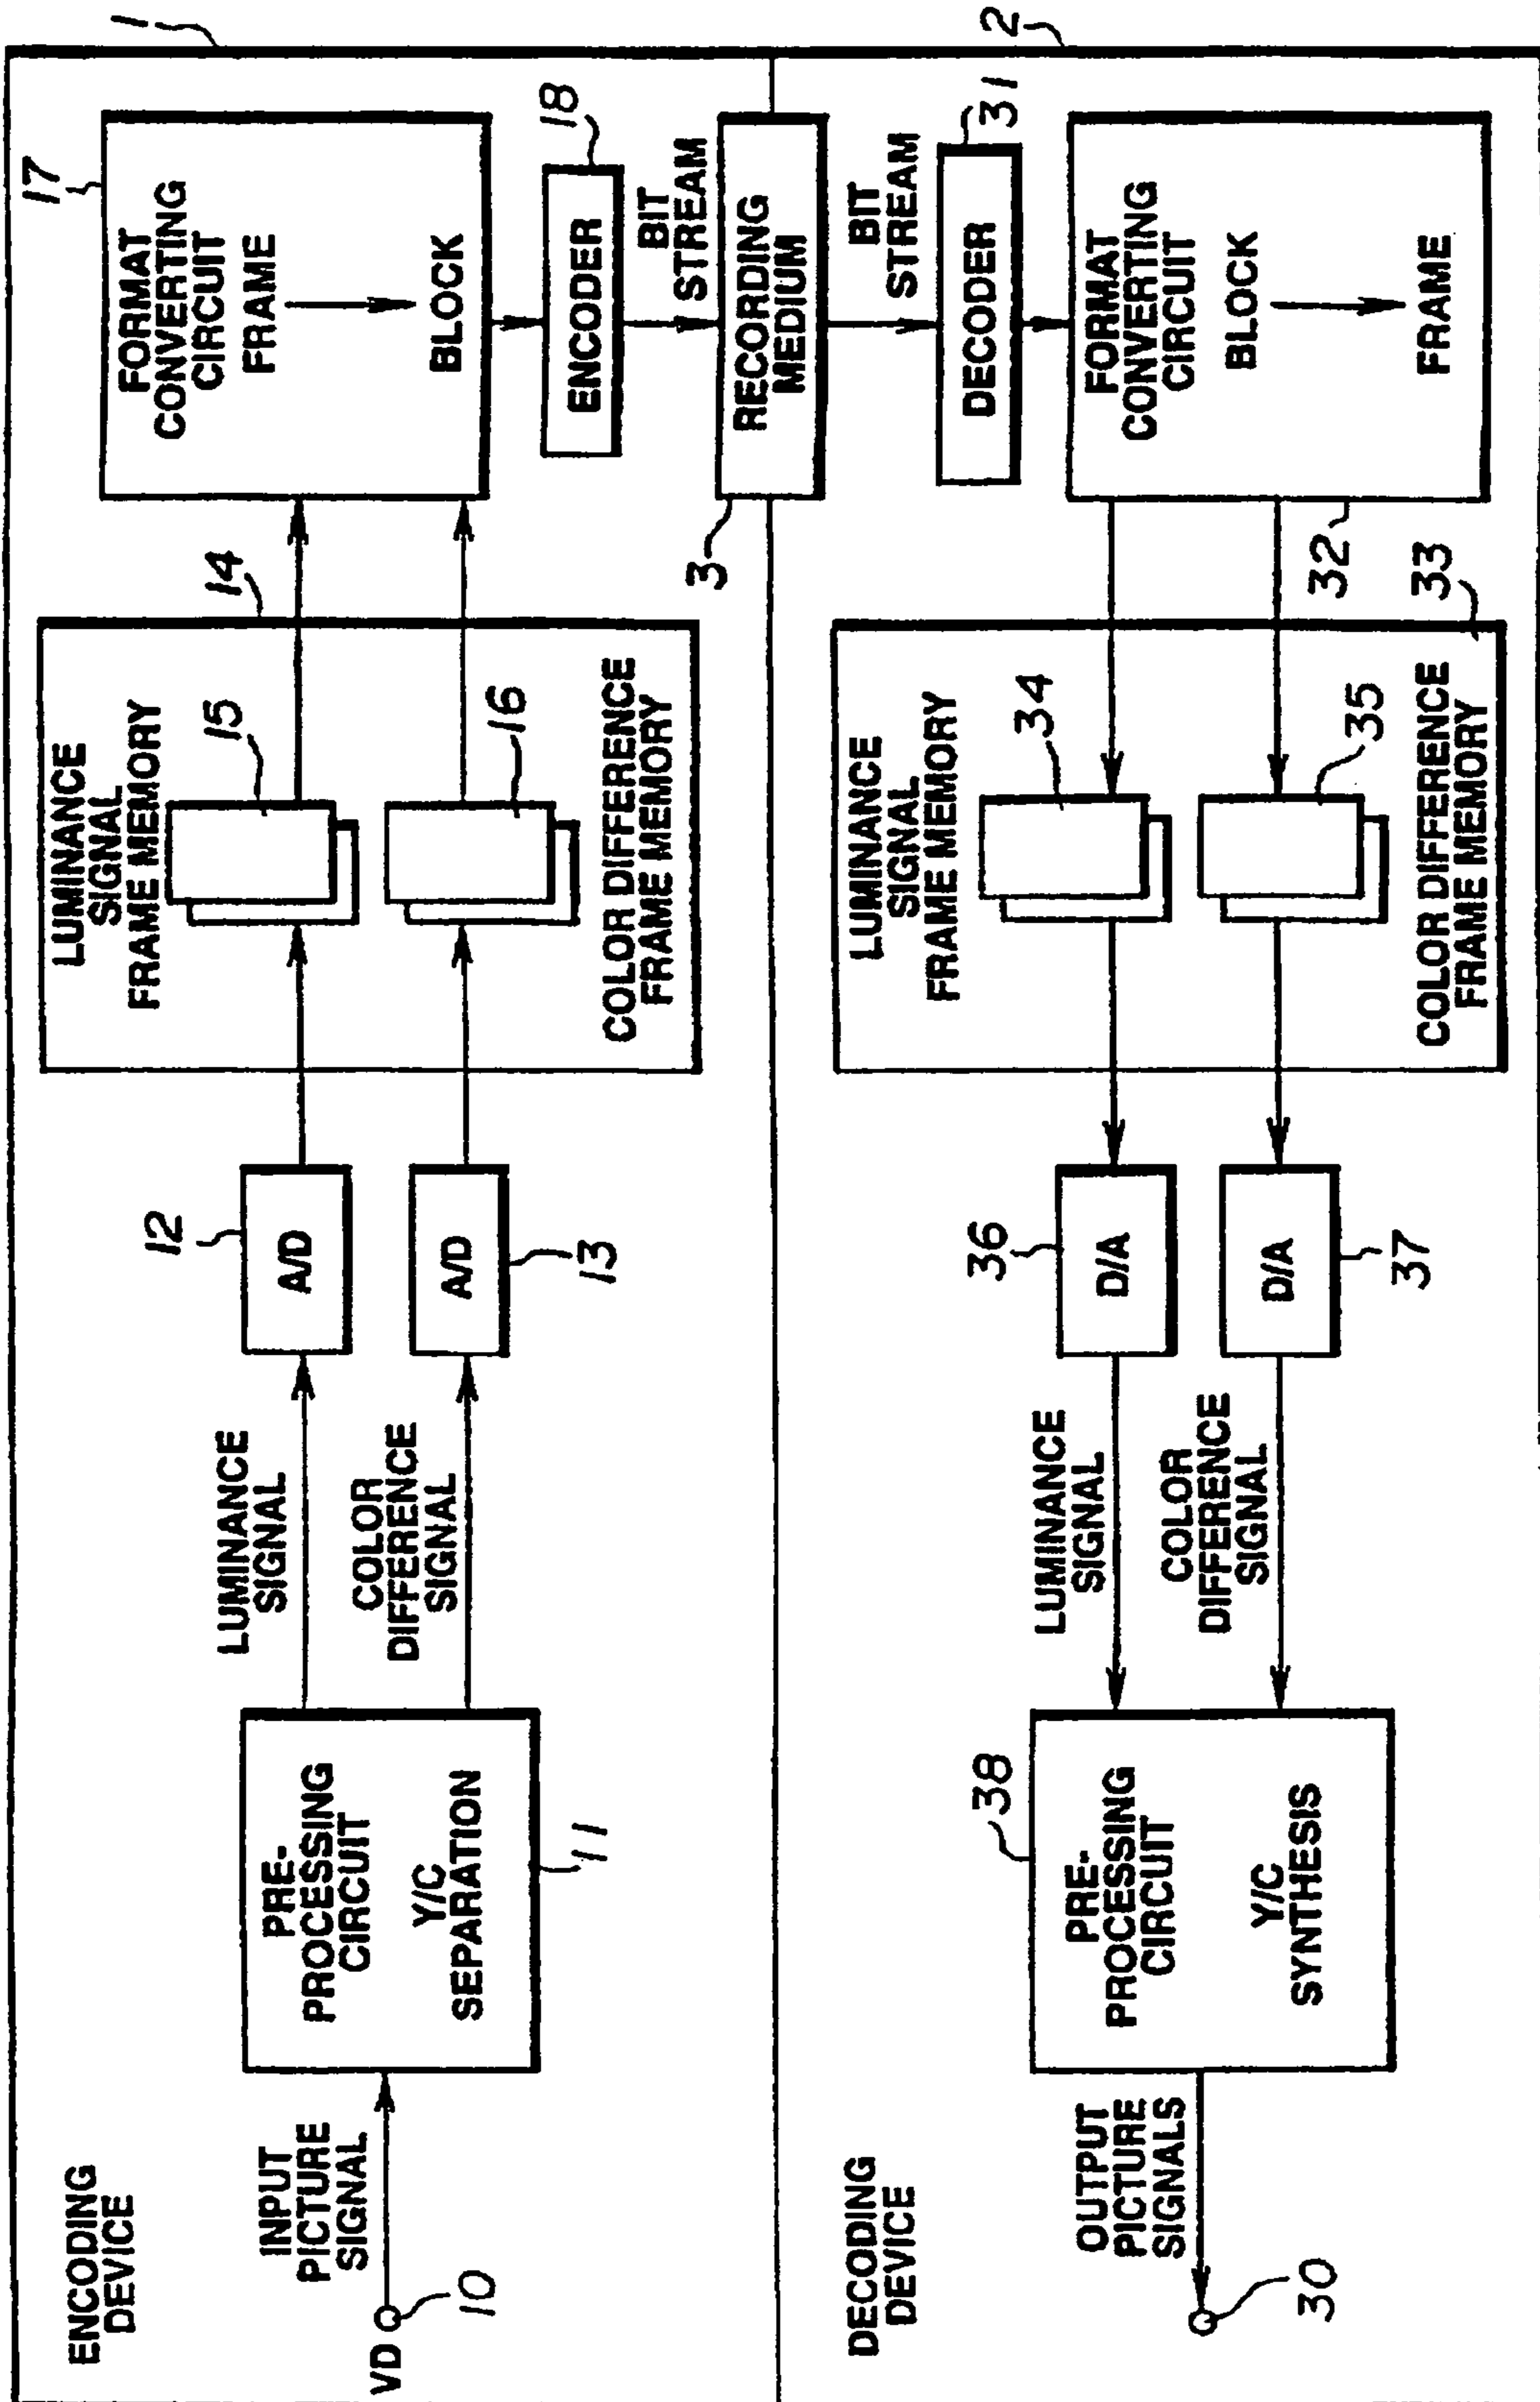 ENCODING
DEVICE
1
VD
10
INPUT
PICTURE
SIGNAL
PRE-
PROCESSING
CIRCUIT
Y/C
SEPARATION
11
LUMINANCE
SIGNAL
COLOR
DIFFERENCE
SIGNAL
12
A/D
A/D
13
14
LUMINANCE
SIGNAL
FRAME MEMORY
15
16
COLOR DIFFERENCE
FRAME MEMORY
17
FORMAT
CONVERTING
CIRCUIT
FRAME
BLOCK
18
ENCODER
BIT
STREAM
RECORDING
MEDIUM
3
BIT
STREAM
DECODING
DEVICE
2
31
DECODER
FORMAT
CONVERTING
CIRCUIT
BLOCK
FRAME
32
33
LUMINANCE
SIGNAL
FRAME MEMORY
34
35
COLOR DIFFERENCE
FRAME MEMORY
36
D/A
D/A
37
LUMINANCE
SIGNAL
COLOR
DIFFERENCE
SIGNAL
38
PRE-
PROCESSING
CIRCUIT
Y/C
SYNTHESIS
OUTPUT
PICTURE
SIGNALS
30